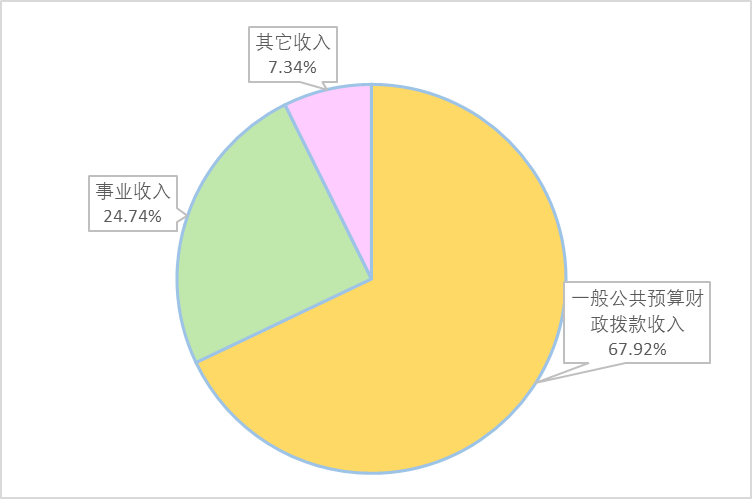 其它收入
7.34%
事业收入
24.74%
一般公共预算财
政拨款收入
67.92%